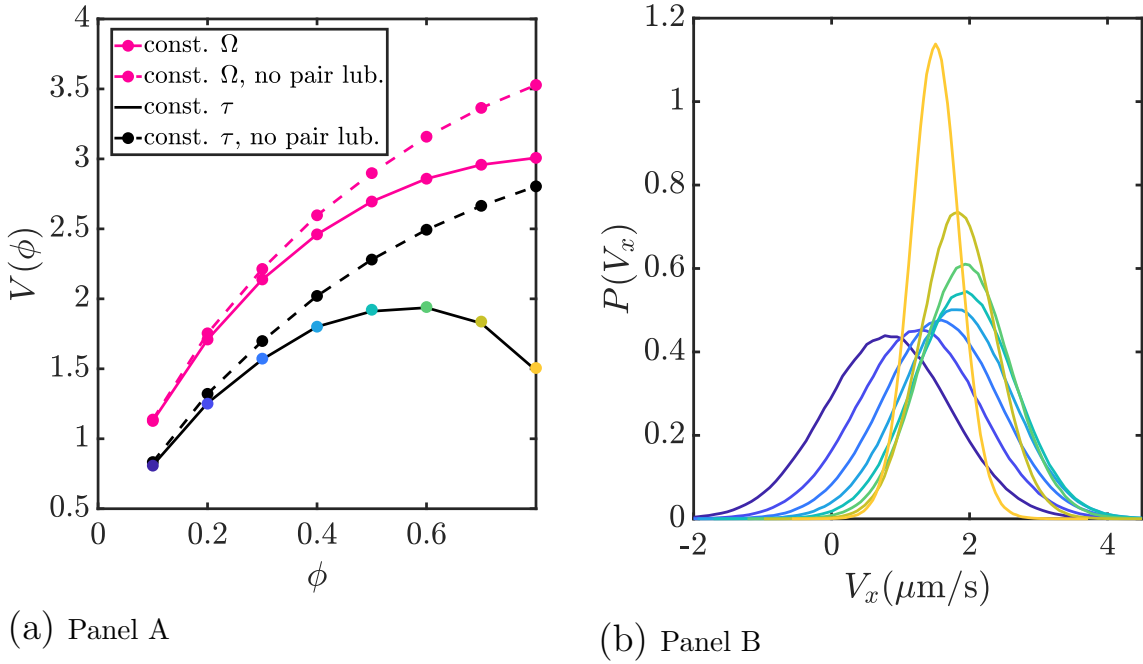 const. Ω
const. Ω, no pair lub.
const. τ
const. τ, no pair lub.
V(ϕ)
4
3.5
3
2.5
2
1.5
1
0.5
0
0.2
0.4
0.6
ϕ
(a) Panel A
P(V_x)
1.2
1
0.8
0.6
0.4
0.2
0
-2
0
2
4
V_x(μm/s)
(b) Panel B